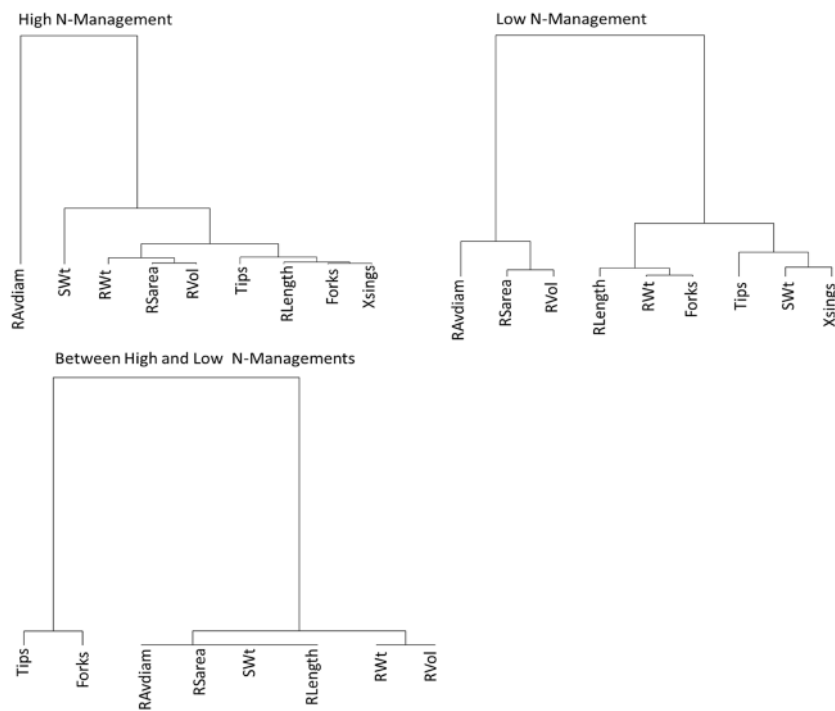 High N-Management
RAvdiam
SWt
RWt
RSarea
RVol
Tips
RLength
Forks
Xsings
Low N-Management
RAvdiam
RSarea
RVol
RLength
RWt
Forks
Tips
SWt
Xsings
Between High and Low N-Managements
Tips
Forks
RAvdiam
RSarea
SWt
RLength
RWt
RVol